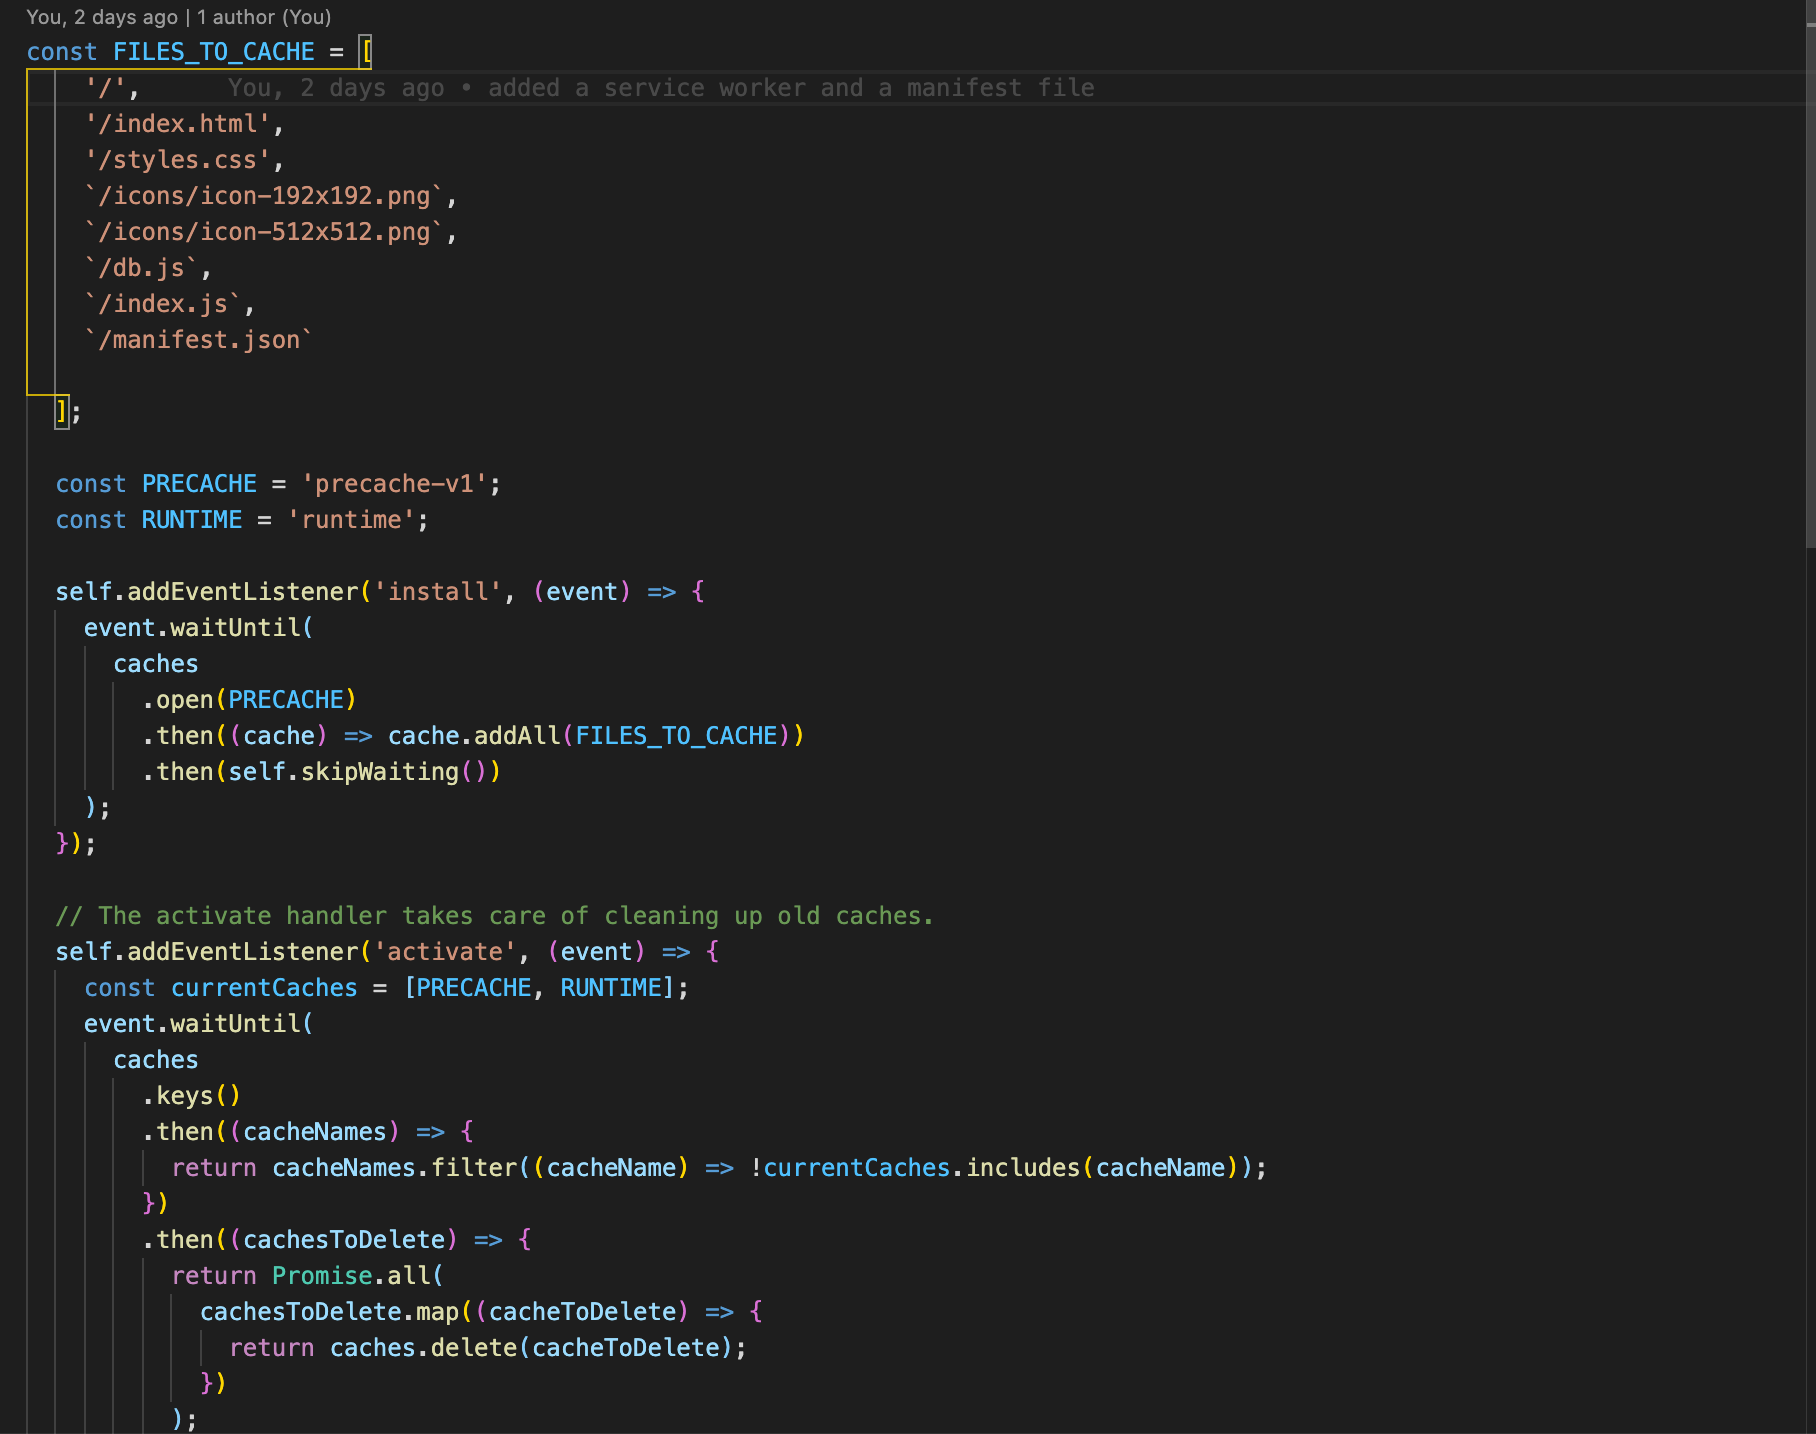 You, 2 days ago | 1 author (You)
const FILES_TO_CACHE = [
'/', You, 2 days ago • added a service worker and a manifest file
'/index.html',
'/styles.css',
`/icons/icon-192x192.png`,
`/icons/icon-512x512.png`,
`/db.js`,
`/index.js`,
`/manifest.json`
];
const PRECACHE = 'precache-v1';
const RUNTIME = 'runtime';
self.addEventListener('install', (event) => {
event.waitUntil(
caches
.open(PRECACHE)
.then((cache) => cache.addAll(FILES_TO_CACHE))
.then(self.skipWaiting())
);
});
// The activate handler takes care of cleaning up old caches.
self.addEventListener('activate', (event) => {
const currentCaches = [PRECACHE, RUNTIME];
event.waitUntil(
caches
.keys()
.then((cacheNames) => {
return cacheNames.filter((cacheName) => !currentCaches.includes(cacheName));
})
.then((cachesToDelete) => {
return Promise.all(
cachesToDelete.map((cacheToDelete) => {
return caches.delete(cacheToDelete);
})
);